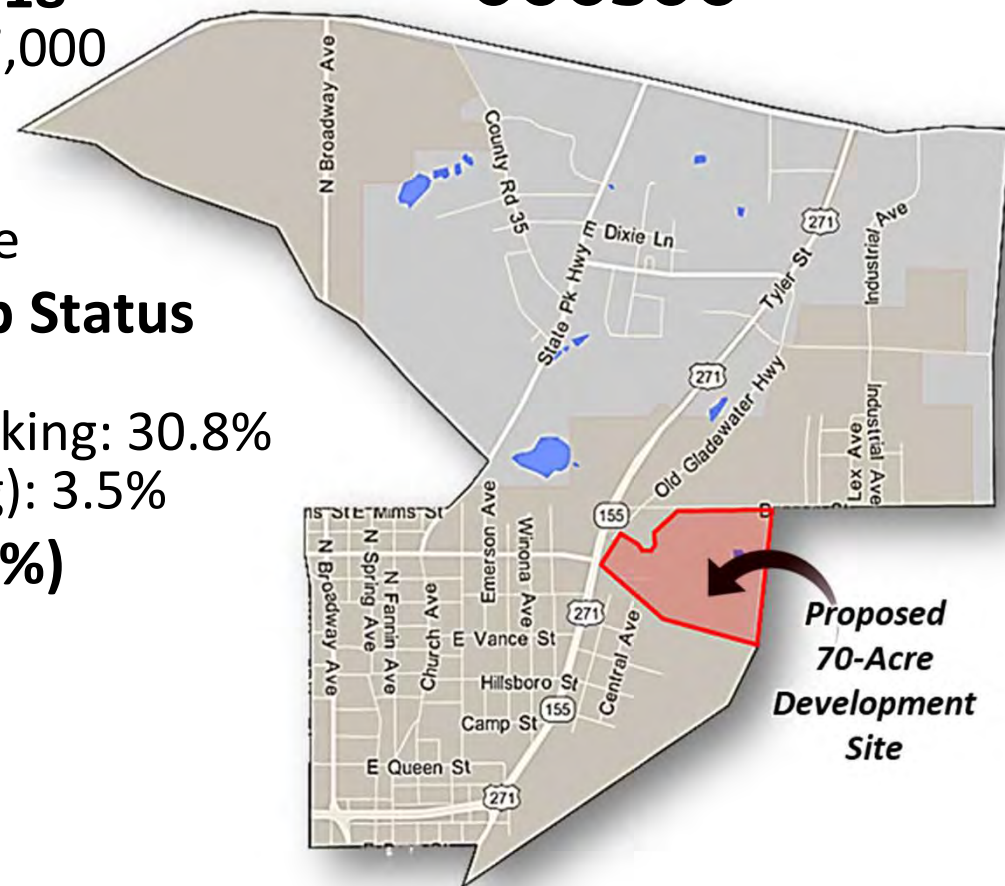 ,000
e
Status
king: 30.8%
): 3.5%
%)
N Broadway Ave
County Rd 35
State Pk Hwy
E Dixie Ln
271
Tyler St
Industrial Ave
271
Old Gladewater Hwy
Lex Ave
Industrial Ave
155
E Mims St
N Broadway Ave
N Spring Ave
N Fannin Ave
Church Ave
Emerson Ave
Winona Ave
271
E Vance St
Central Ave
Hillsboro St
155
Camp St
E Queen St
271
Proposed
70-Acre
Development
Site